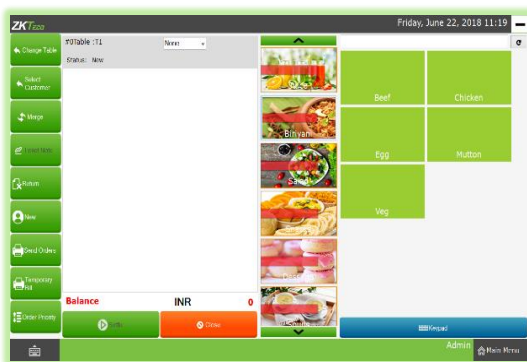 ZKTeco
Friday, June 22, 2018 11:19
Change Table
#0Table :T1
None
Status: New
Select
Customer
Merge
Return
New
Send Orders
Temporary
Bill
Order Priority
Biriyani
Salad
Beef
Chicken
Egg
Mutton
Veg
Balance
INR
0
Close
Keypad
Admin
Main Menu